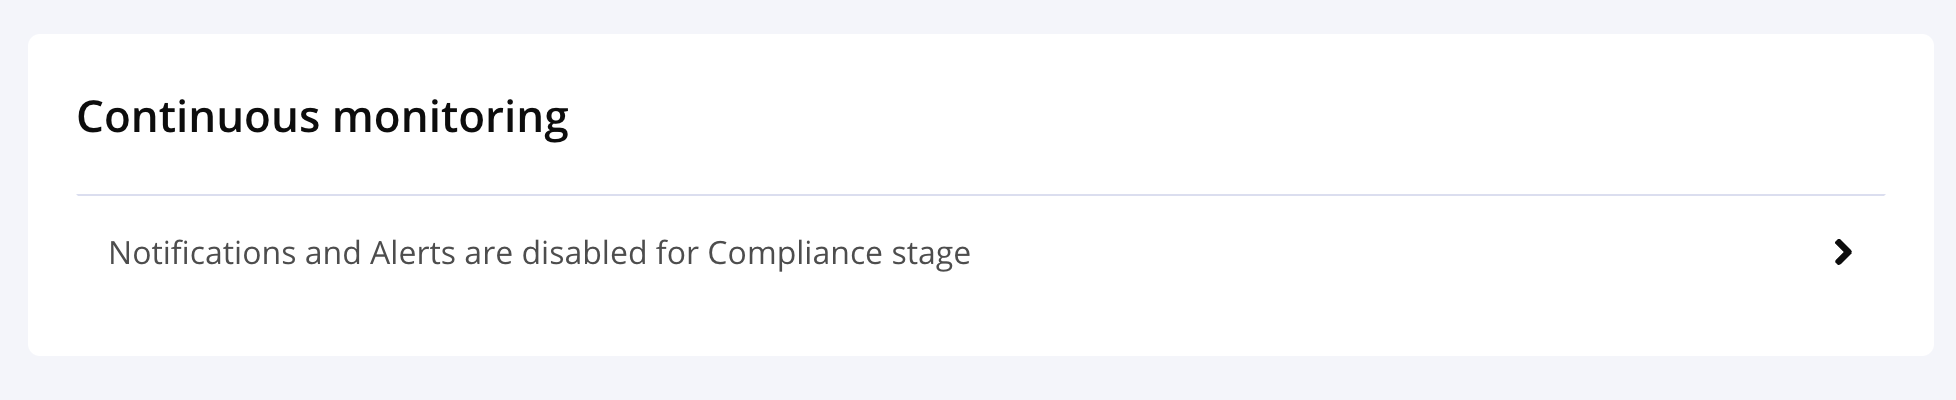 Continuous monitoring
Notifications and Alerts are disabled for Compliance stage